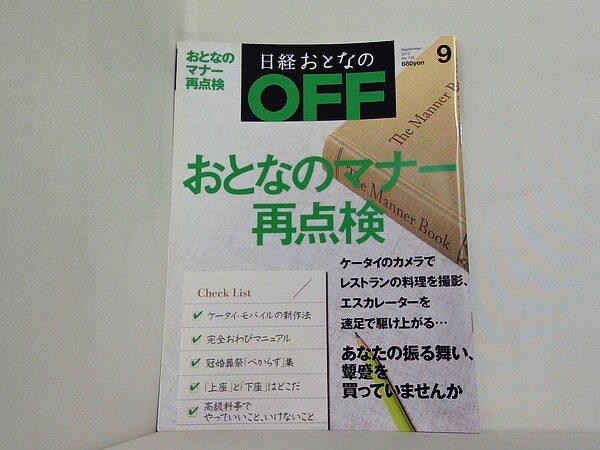 おとなの
マナー
再点検
日経おとなの
OFF
September
2012
680yen
9
The Manner Book
The Manner Book
おとなのマナー
再点検
ケータイのカメラで
レストランの料理を撮影、
エスカレーターを
速足で駆け上がる…
あなたの振る舞い、
顰蹙を
買っていませんか
Check List
ケータイ・モバイルの新作法
完全おわびマニュアル
冠婚葬祭「べからず」集
「上座」と「下座」はどこだ
高級料亭で
やっていいこと、いけないこと